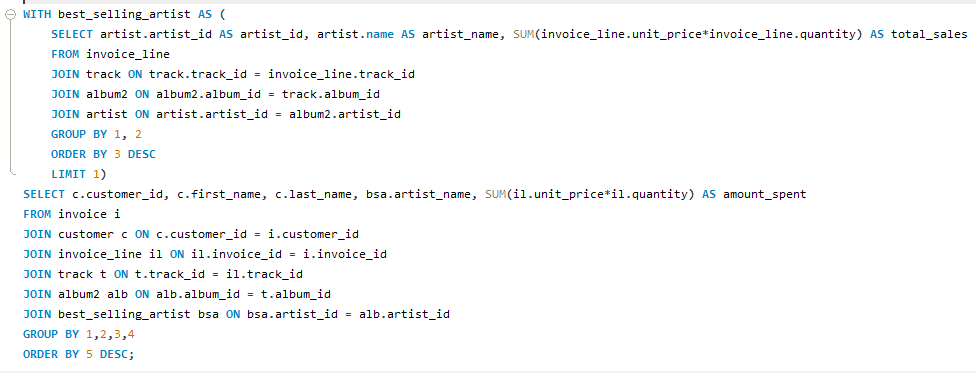 WITH best_selling_artist AS (
    SELECT artist.artist_id AS artist_id, artist.name AS artist_name, SUM(invoice_line.unit_price*invoice_line.quantity) AS total_sales
    FROM invoice_line
    JOIN track ON track.track_id = invoice_line.track_id
    JOIN album2 ON album2.album_id = track.album_id
    JOIN artist ON artist.artist_id = album2.artist_id
    GROUP BY 1, 2
    ORDER BY 3 DESC
    LIMIT 1)
SELECT c.customer_id, c.first_name, c.last_name, bsa.artist_name, SUM(il.unit_price*il.quantity) AS amount_spent
FROM invoice i
JOIN customer c ON c.customer_id = i.customer_id
JOIN invoice_line il ON il.invoice_id = i.invoice_id
JOIN track t ON t.track_id = il.track_id
JOIN album2 alb ON alb.album_id = t.album_id
JOIN best_selling_artist bsa ON bsa.artist_id = alb.artist_id
GROUP BY 1,2,3,4
ORDER BY 5 DESC;